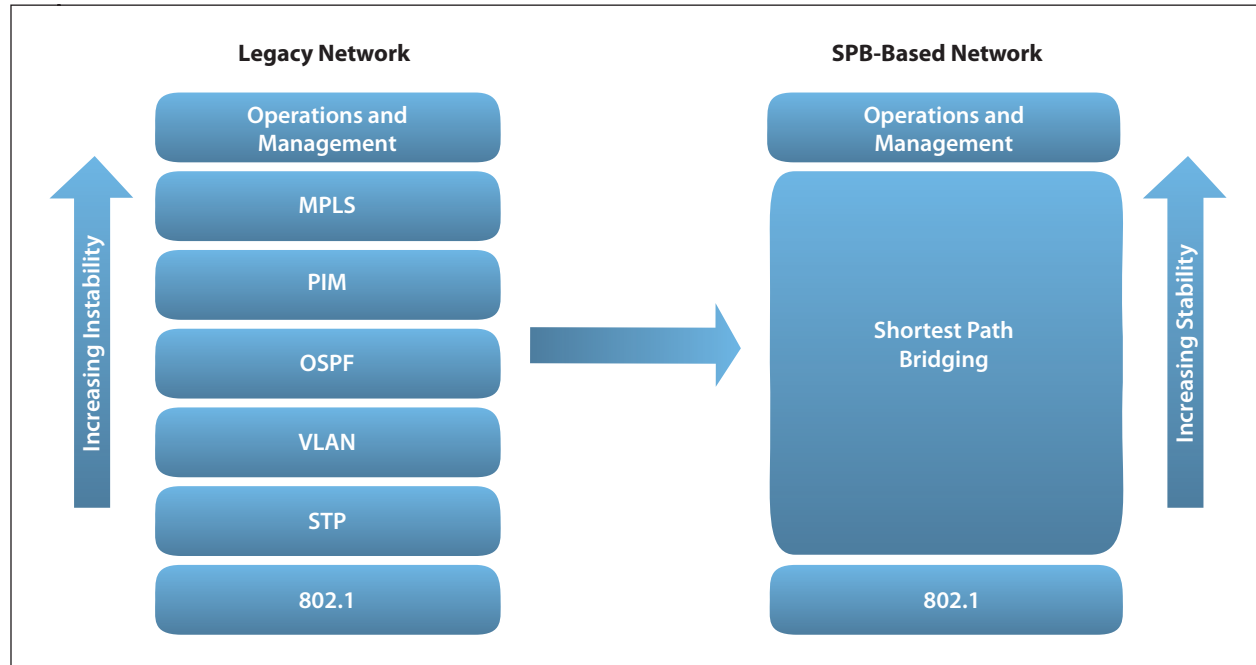 Legacy Network
SPB-Based Network
Operations and
Management
MPLS
PIM
OSPF
VLAN
STP
802.1
Increasing Instability
Operations and
Management
Shortest Path
Bridging
802.1
Increasing Stability